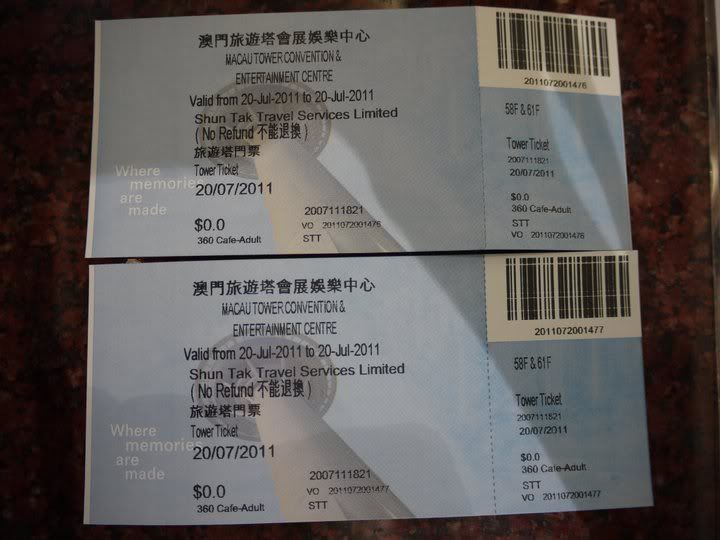 澳門旅遊塔會展娛樂中心
MACAU TOWER CONVENTION &
ENTERTAINMENT CENTRE
Valid from 20-Jul-2011 to 20-Jul-2011
Shun Tak Travel Services Limited
( No Refund 不能退換 )
旅遊塔門票
Tower Ticket
20/07/2011
Where
memories
are
made
$0.0
360 Cafe-Adult
2007111821
VO 2011072001476
STT
2011072001476
58F & 61F
Tower Ticket
2007111821
20/07/2011
$0.0
360 Cafe-Adult
STT
VO 2011072001476
澳門旅遊塔會展娛樂中心
MACAU TOWER CONVENTION &
ENTERTAINMENT CENTRE
Valid from 20-Jul-2011 to 20-Jul-2011
Shun Tak Travel Services Limited
( No Refund 不能退換 )
旅遊塔門票
Tower Ticket
20/07/2011
Where
memories
are
made
$0.0
360 Cafe-Adult
2007111821
VO 2011072001477
STT
2011072001477
58F & 61F
Tower Ticket
2007111821
20/07/2011
$0.0
360 Cafe-Adult
STT
VO 2011072001477